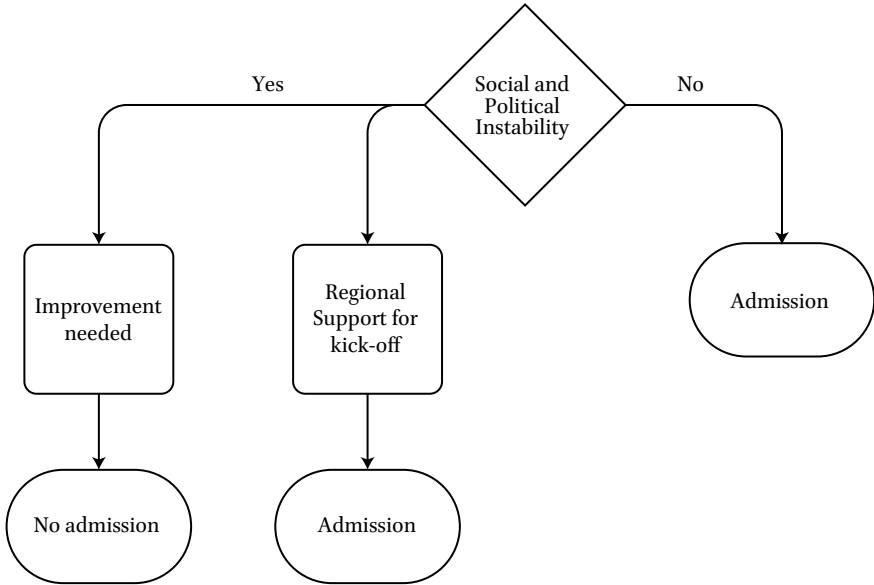 Yes
Social and
Political
Instability
No
Improvement
needed
Regional
Support for
kick-off
Admission
No admission
Admission